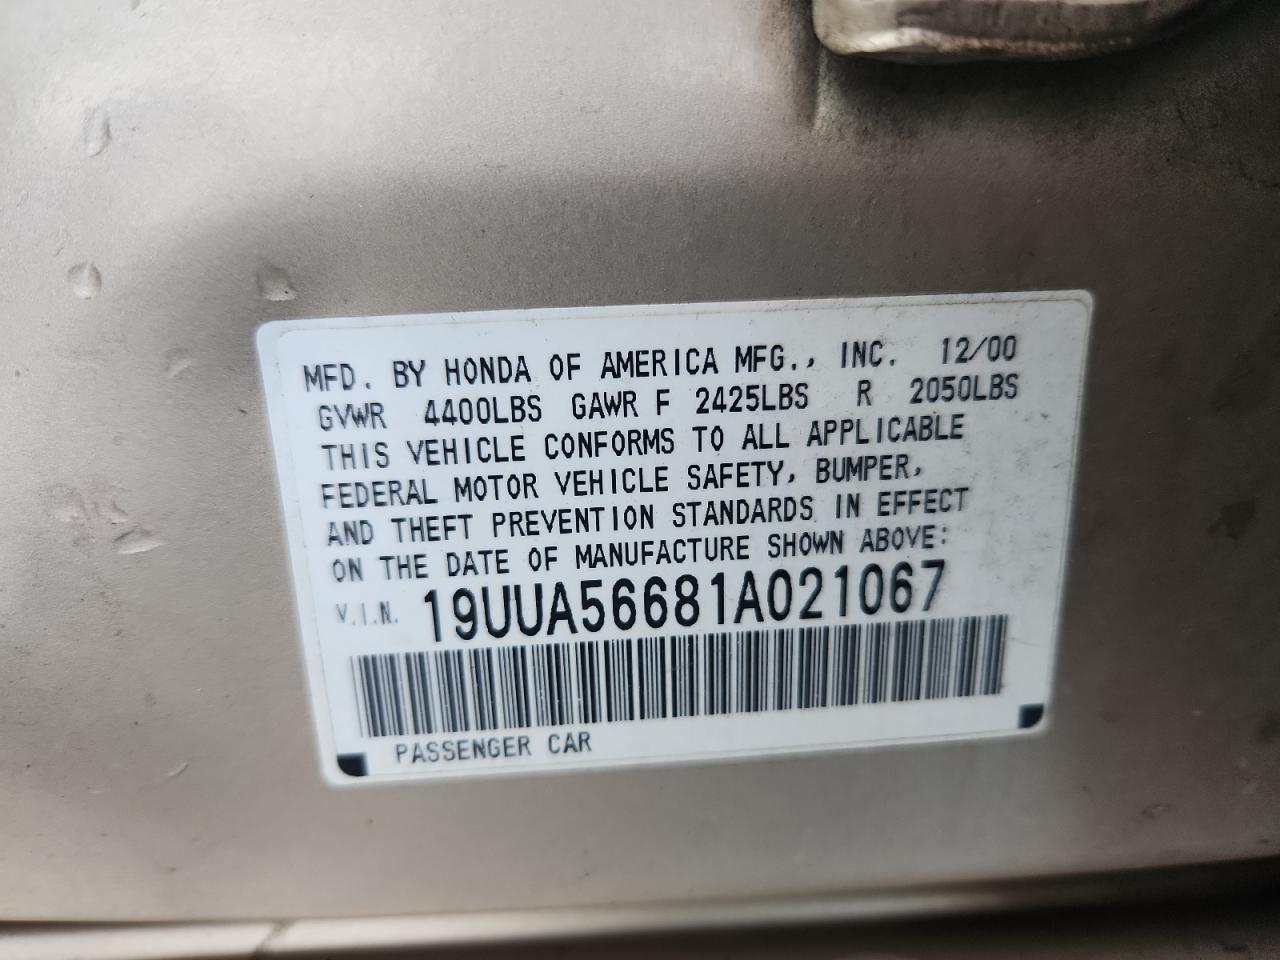 MFD. BY HONDA OF AMERICA MFG., INC. 12/00
GVWR 4400LBS GAWR F 2425LBS R 2050LBS
THIS VEHICLE CONFORMS TO ALL APPLICABLE
FEDERAL MOTOR VEHICLE SAFETY, BUMPER,
AND THEFT PREVENTION STANDARDS IN EFFECT
ON THE DATE OF MANUFACTURE SHOWN ABOVE:
V.I.N. 19UUA56681A021067
PASSENGER CAR